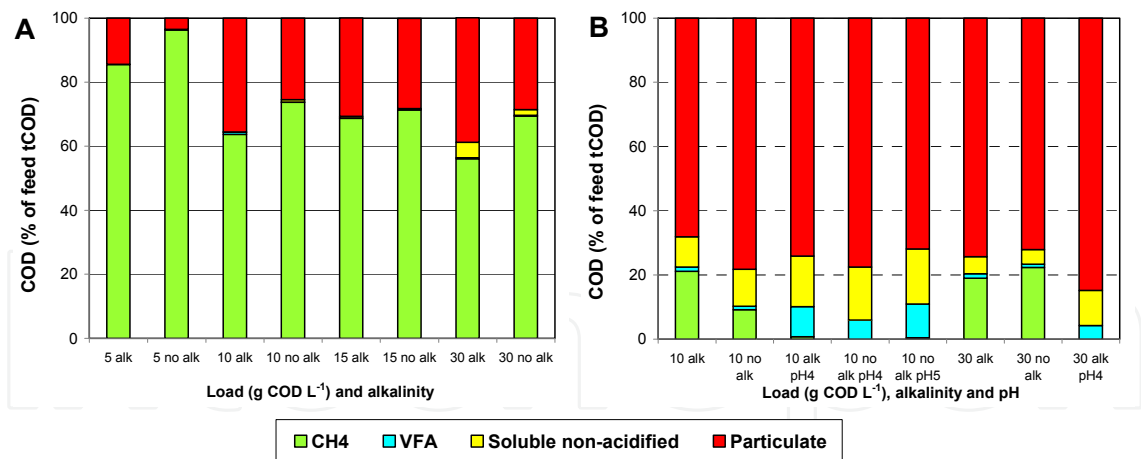 A
COD (% of feed tCOD)
100
80
60
40
20
0
5 alk 5 no alk 10 alk 10 no alk 15 alk 15 no alk 30 alk 30 no alk
Load (g COD L-1) and alkalinity
B
COD (% of feed tCOD)
100
80
60
40
20
0
10 alk 10 no alk 10 alk pH4 10 no alk pH4 10 no alk pH5 30 alk 30 no alk 30 alk pH4
Load (g COD L-1), alkalinity and pH
CH4 VFA Soluble non-acidified Particulate